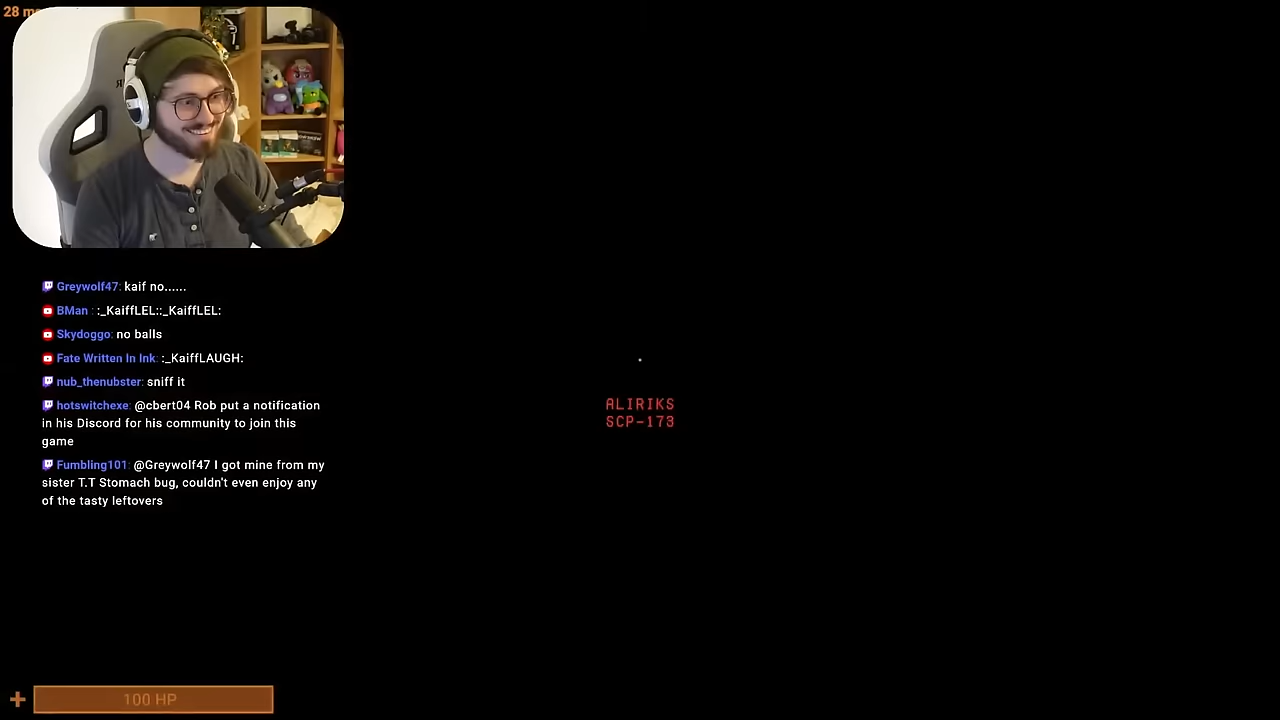 28 ms
Greywolf47: kaif no......
BMan : :_KaiffLEL::_KaiffLEL:
Skydoggo: no balls
Fate Written In Ink: :_KaiffLAUGH:
nub_thenubster: sniff it
hotswitchexe: @cbert04 Rob put a notification
in his Discord for his community to join this
game
Fumbling101: @Greywolf47 I got mine from my
sister T.T Stomach bug, couldn't even enjoy any
of the tasty leftovers
ALIRIKS
SCP-173
100 HP